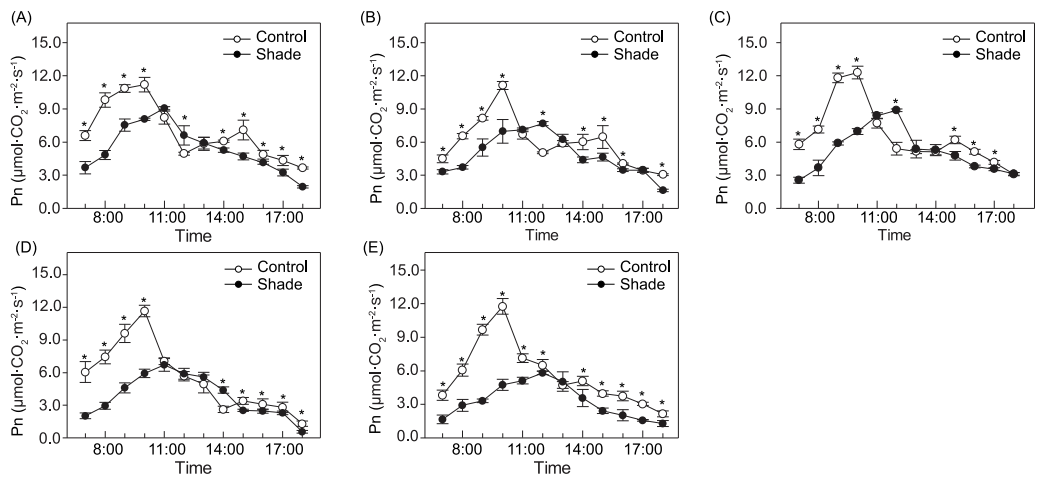 (A)
Control
Shade
15.0
12.0
9.0
6.0
3.0
0.0
Pn (μmol·CO₂·m⁻²·s⁻¹)
* * * * * * * * * *
8:00 11:00 14:00 17:00
Time
(B)
Control
Shade
15.0
12.0
9.0
6.0
3.0
0.0
Pn (μmol·CO₂·m⁻²·s⁻¹)
* * * * * * * * *
8:00 11:00 14:00 17:00
Time
(C)
Control
Shade
15.0
12.0
9.0
6.0
3.0
0.0
Pn (μmol·CO₂·m⁻²·s⁻¹)
* * * * * * * *
8:00 11:00 14:00 17:00
Time
(D)
Control
Shade
15.0
12.0
9.0
6.0
3.0
0.0
Pn (μmol·CO₂·m⁻²·s⁻¹)
* * * * * * * * *
8:00 11:00 14:00 17:00
Time
(E)
Control
Shade
15.0
12.0
9.0
6.0
3.0
0.0
Pn (μmol·CO₂·m⁻²·s⁻¹)
* * * * * * * * * * *
8:00 11:00 14:00 17:00
Time